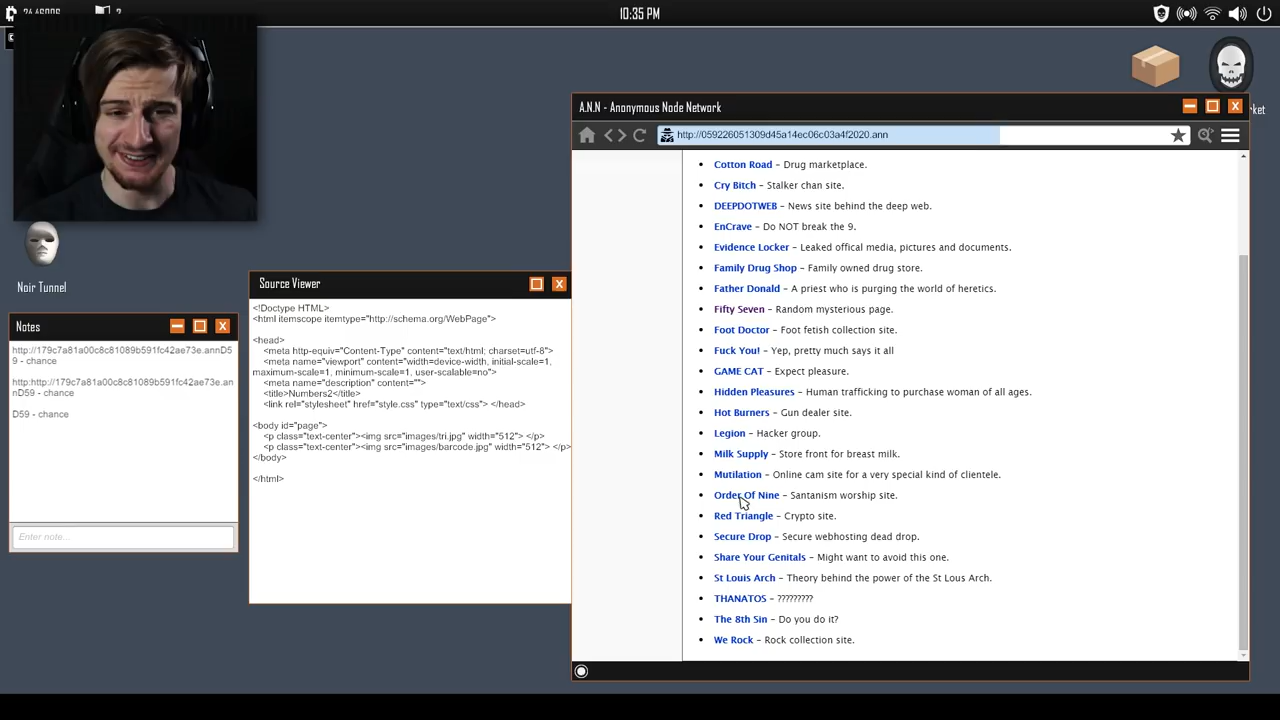 10:35 PM
A.N.N - Anonymous Node Network
http://059226051309d45a14ec06c03a4f2020.ann
Cotton Road - Drug marketplace.
Cry Bitch - Stalker chan site.
DEEPDOTWEB - News site behind the deep web.
EnCrave - Do NOT break the 9.
Evidence Locker - Leaked offical media, pictures and documents.
Family Drug Shop - Family owned drug store.
Father Donald - A priest who is purging the world of heretics.
Fifty Seven - Random mysterious page.
Foot Doctor - Foot fetish collection site.
Fuck You! - Yep, pretty much says it all
GAME CAT - Expect pleasure.
Hidden Pleasures - Human trafficking to purchase woman of all ages.
Hot Burners - Gun dealer site.
Legion - Hacker group.
Milk Supply - Store front for breast milk.
Mutilation - Online cam site for a very special kind of clientele.
Order Of Nine - Santanism worship site.
Red Triangle - Crypto site.
Secure Drop - Secure webhosting dead drop.
Share Your Genitals - Might want to avoid this one.
St Louis Arch - Theory behind the power of the St Lous Arch.
THANATOS - ?????????
The 8th Sin - Do you do it?
We Rock - Rock collection site.
Noir Tunnel
Source Viewer
<!Doctype HTML>
<html itemscope itemtype="http://schema.org/WebPage">
<head>
<meta http-equiv="Content-Type" content="text/html; charset=utf-8">
<meta name="viewport" content="width=device-width, initial-scale=1,
maximum-scale=1, minimum-scale=1, user-scalable=no">
<meta name="description" content="">
<title>Numbers2</title>
<link rel="stylesheet" href="style.css" type="text/css"> </head>
<body id="page">
<p class="text-center"><img src="images/tri.jpg" width="512"> </p>
<p class="text-center"><img src="images/barcode.jpg" width="512"> </p>
</body>
</html>
Notes
http://179c7a81a00c8c81089b591fc42ae73e.annD5
9 - chance
http:http://179c7a81a00c8c81089b591fc42ae73e.an
nD59 - chance
D59 - chance
Enter note...